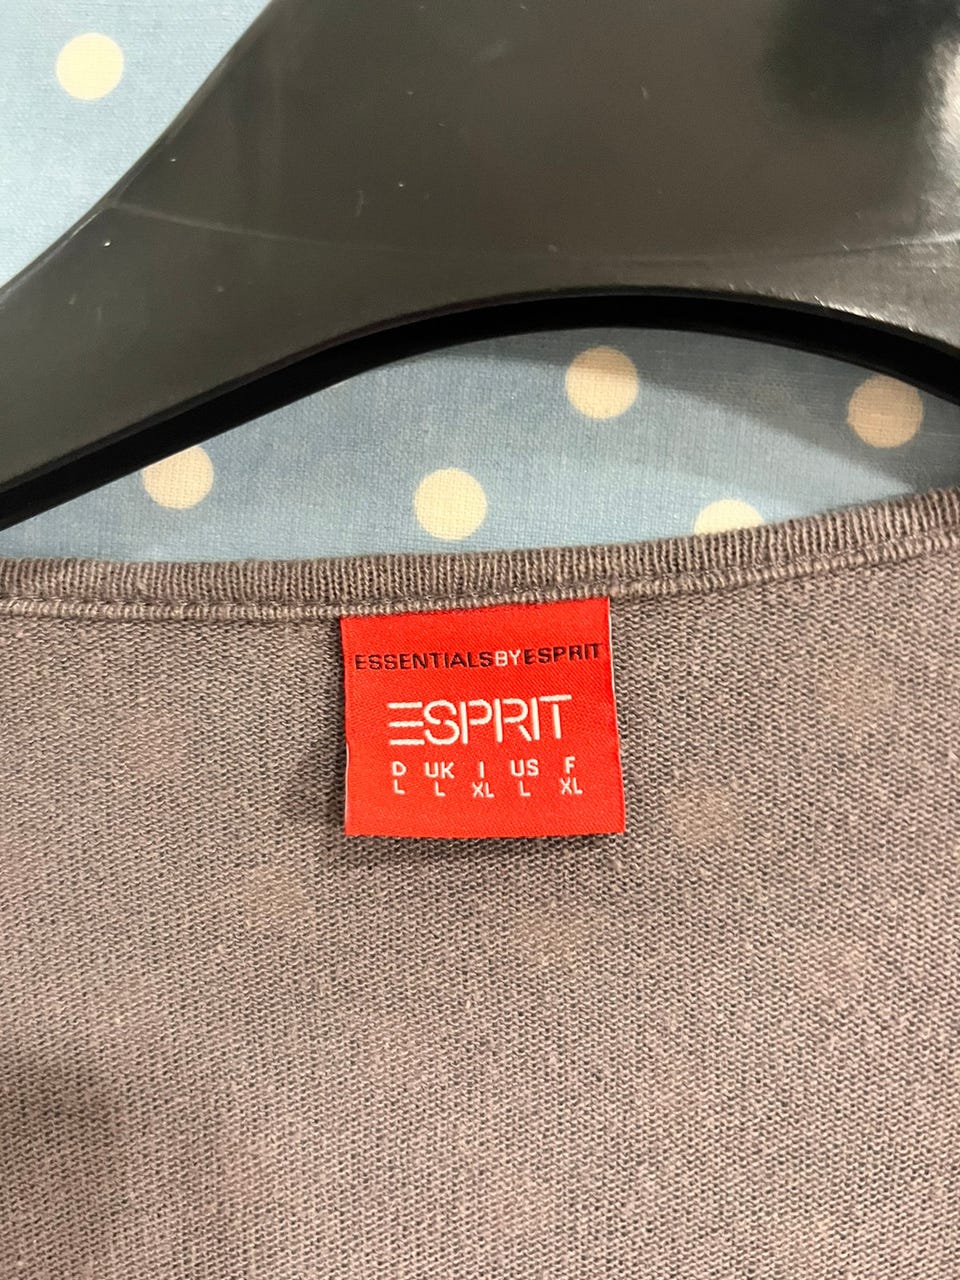 ESSENTIALSBYESPRIT
ESPRIT
D UK I US F
L L XL L XL